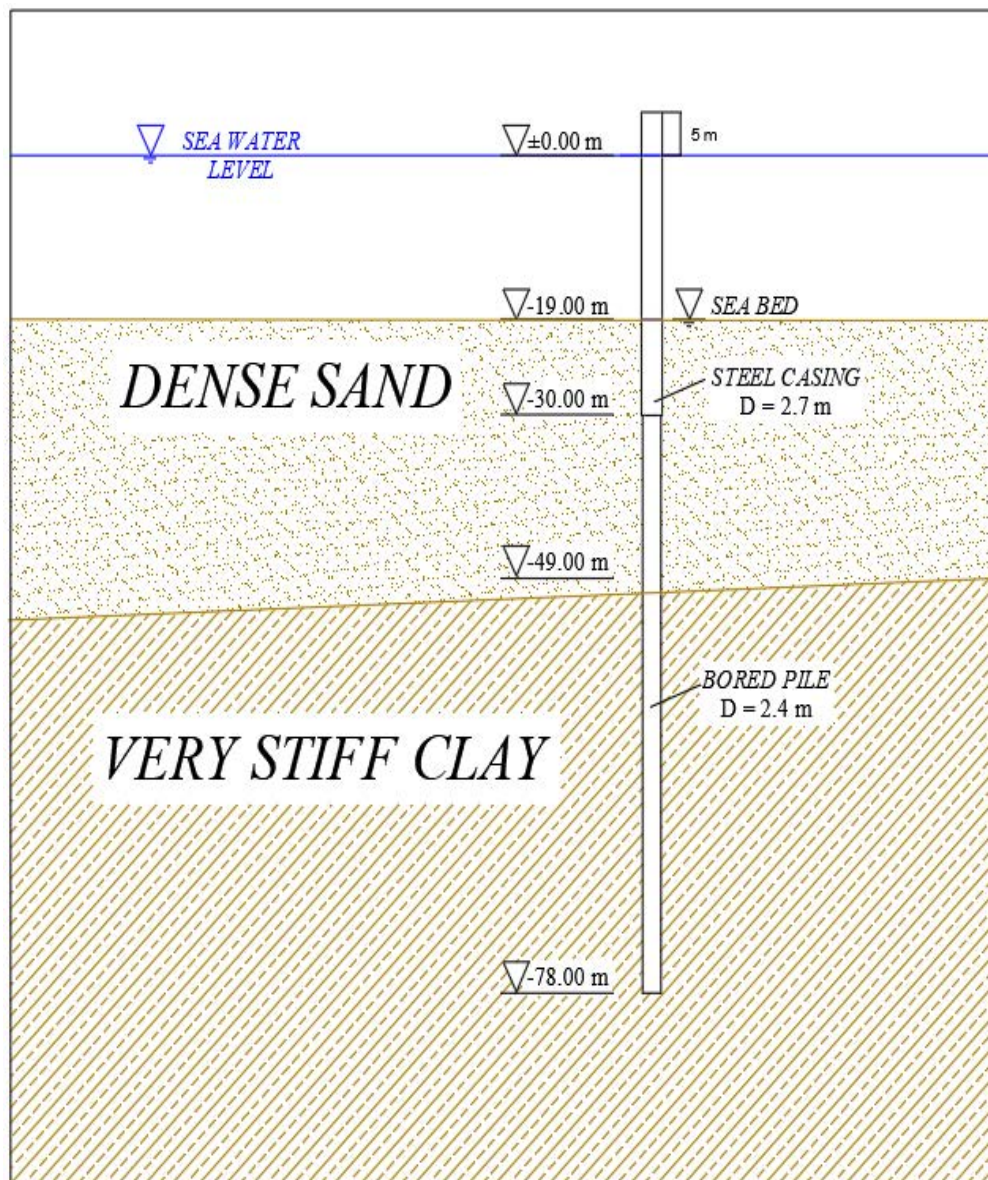 SEA WATER
LEVEL
±0.00 m
5 m
-19.00 m
SEA BED
DENSE SAND
STEEL CASING
D = 2.7 m
-30.00 m
-49.00 m
BORED PILE
D = 2.4 m
VERY STIFF CLAY
-78.00 m